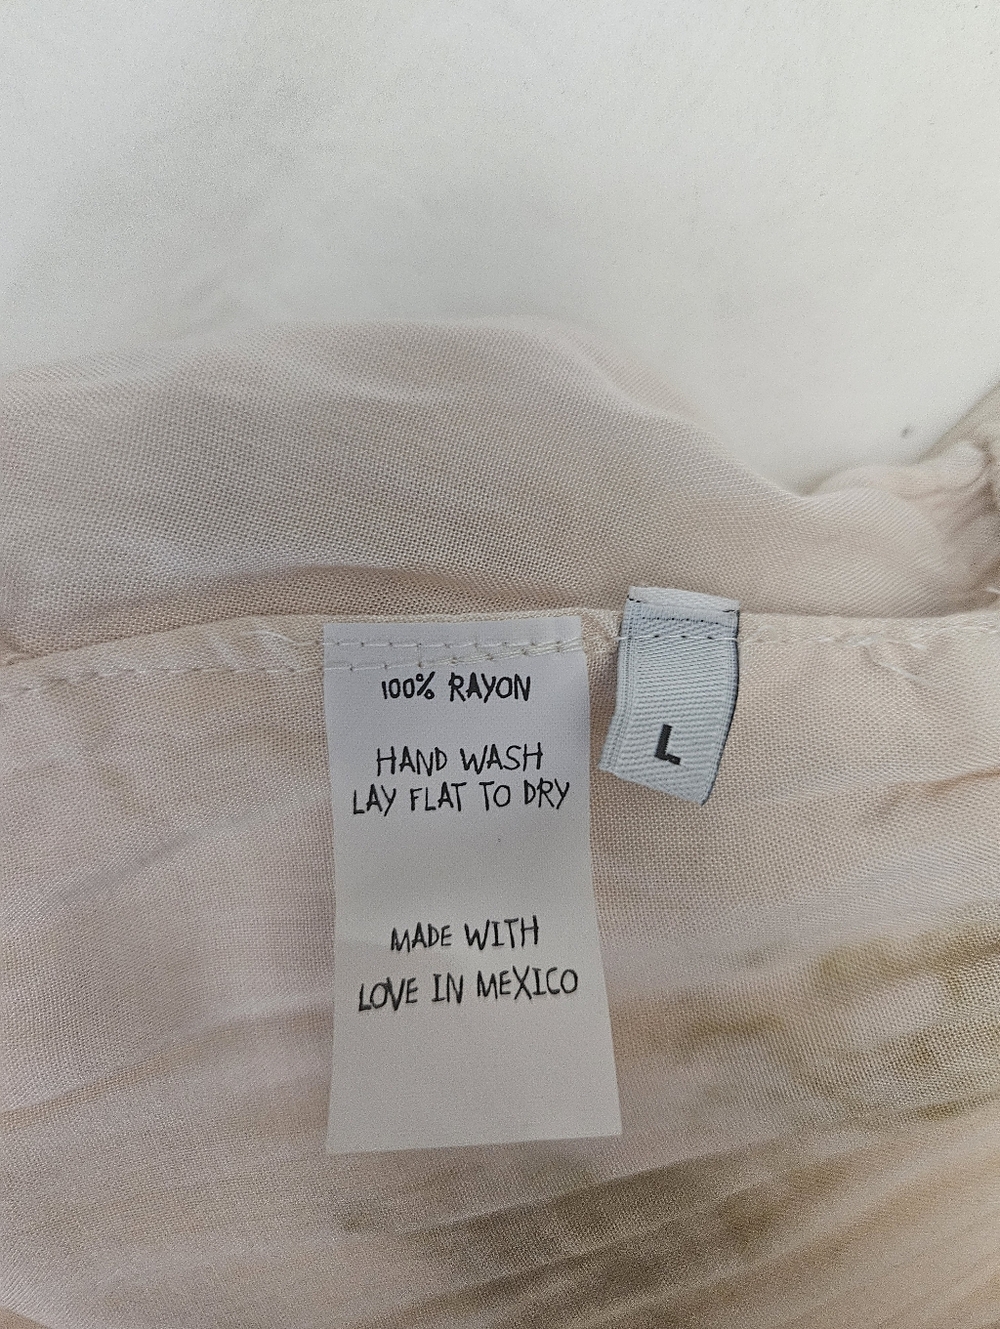 100% RAYON
HAND WASH
LAY FLAT TO DRY
MADE WITH
LOVE IN MEXICO
L